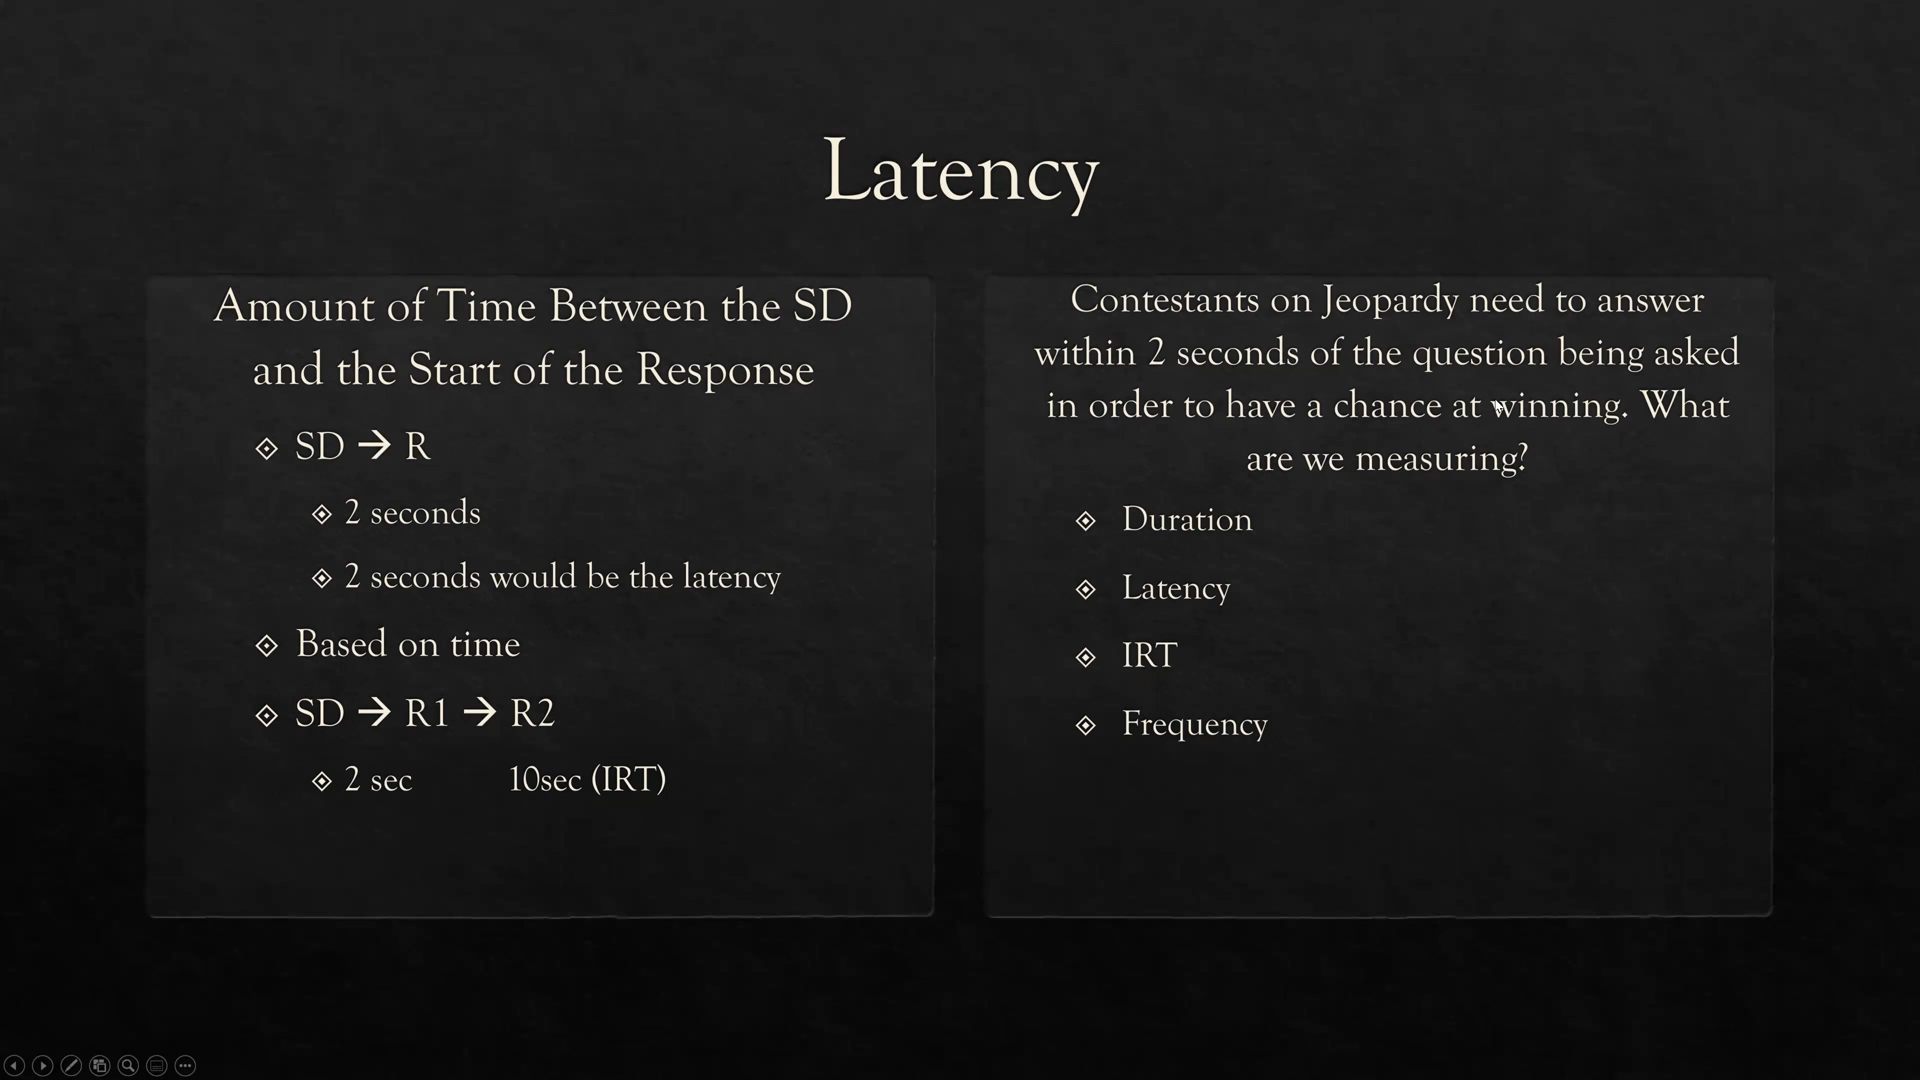 Latency
Amount of Time Between the SD
and the Start of the Response
SD → R
2 seconds
2 seconds would be the latency
Based on time
SD → R1 → R2
2 sec 10sec (IRT)
Contestants on Jeopardy need to answer
within 2 seconds of the question being asked
in order to have a chance at winning. What
are we measuring?
Duration
Latency
IRT
Frequency